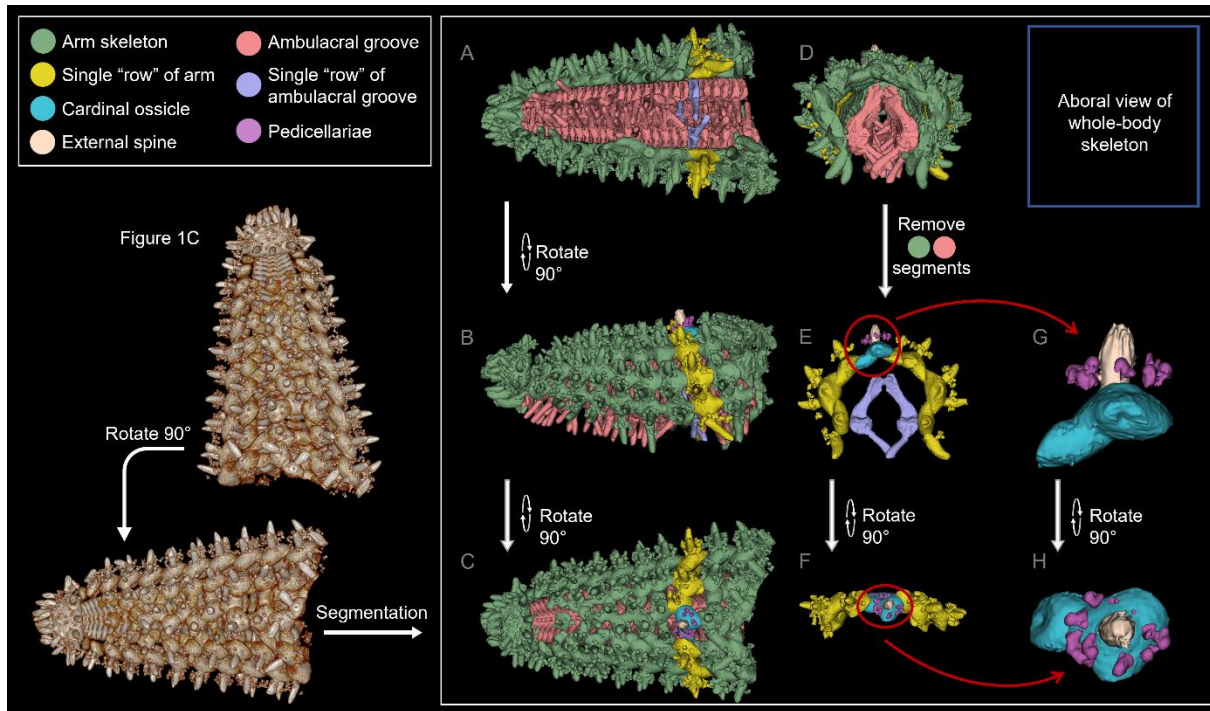 Arm skeleton
Single “row” of arm
Cardinal ossicle
External spine
Ambulacral groove
Single “row” of
ambulacral groove
Pedicellariae
Figure 1C
Rotate 90°
Segmentation
A
Rotate
90°
B
Rotate
90°
C
D
Remove
segments
E
Rotate
90°
F
G
Rotate
90°
H
Aboral view of
whole-body
skeleton